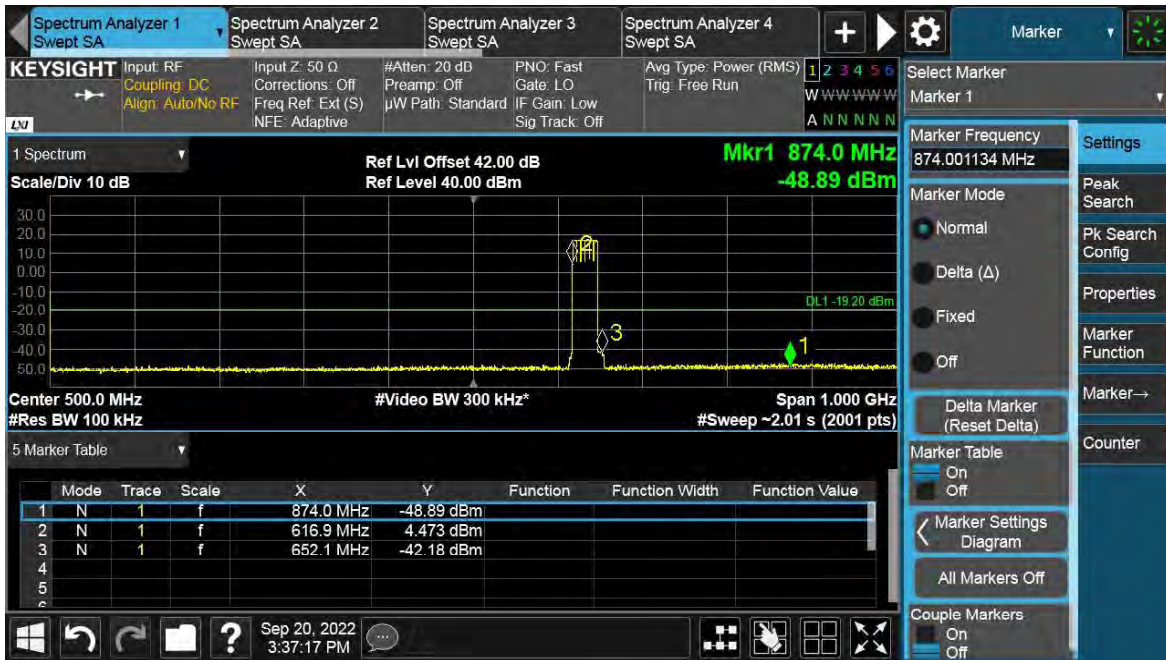 Spectrum Analyzer 1
Swept SA
Spectrum Analyzer 2
Swept SA
Spectrum Analyzer 3
Swept SA
Spectrum Analyzer 4
Swept SA
+
Marker
KEYSIGHT
LXI
Input: RF
Coupling: DC
Align: Auto/No RF
Input Z: 50 Ω
Corrections: Off
Freq Ref: Ext (S)
NFE: Adaptive
#Atten: 20 dB
Preamp: Off
µW Path: Standard
PNO: Fast
Gate: LO
IF Gain: Low
Sig Track: Off
Avg Type: Power (RMS)
Trig: Free Run
1 2 3 4 5 6
W W W W W W
A N N N N N
Select Marker
Marker 1
1 Spectrum
Scale/Div 10 dB
Ref Lvl Offset 42.00 dB
Ref Level 40.00 dBm
Mkr1 874.0 MHz
-48.89 dBm
30.0
20.0
10.0
0.00
-10.0
-20.0
-30.0
-40.0
50.0
2
3
1
DL1 -19.20 dBm
Center 500.0 MHz
#Video BW 300 kHz*
Span 1.000 GHz
#Res BW 100 kHz
#Sweep ~2.01 s (2001 pts)
5 Marker Table
Mode Trace Scale X Y Function Function Width Function Value
1 N 1 f 874.0 MHz -48.89 dBm
2 N 1 f 616.9 MHz 4.473 dBm
3 N 1 f 652.1 MHz -42.18 dBm
4
5
Marker Frequency
874.001134 MHz
Marker Mode
Normal
Delta (Δ)
Fixed
Off
Delta Marker
(Reset Delta)
Marker Table
On
Off
Marker Settings
Diagram
All Markers Off
Couple Markers
On
Off
Settings
Peak
Search
Pk Search
Config
Properties
Marker
Function
Marker→
Counter
?
Sep 20, 2022
3:37:17 PM